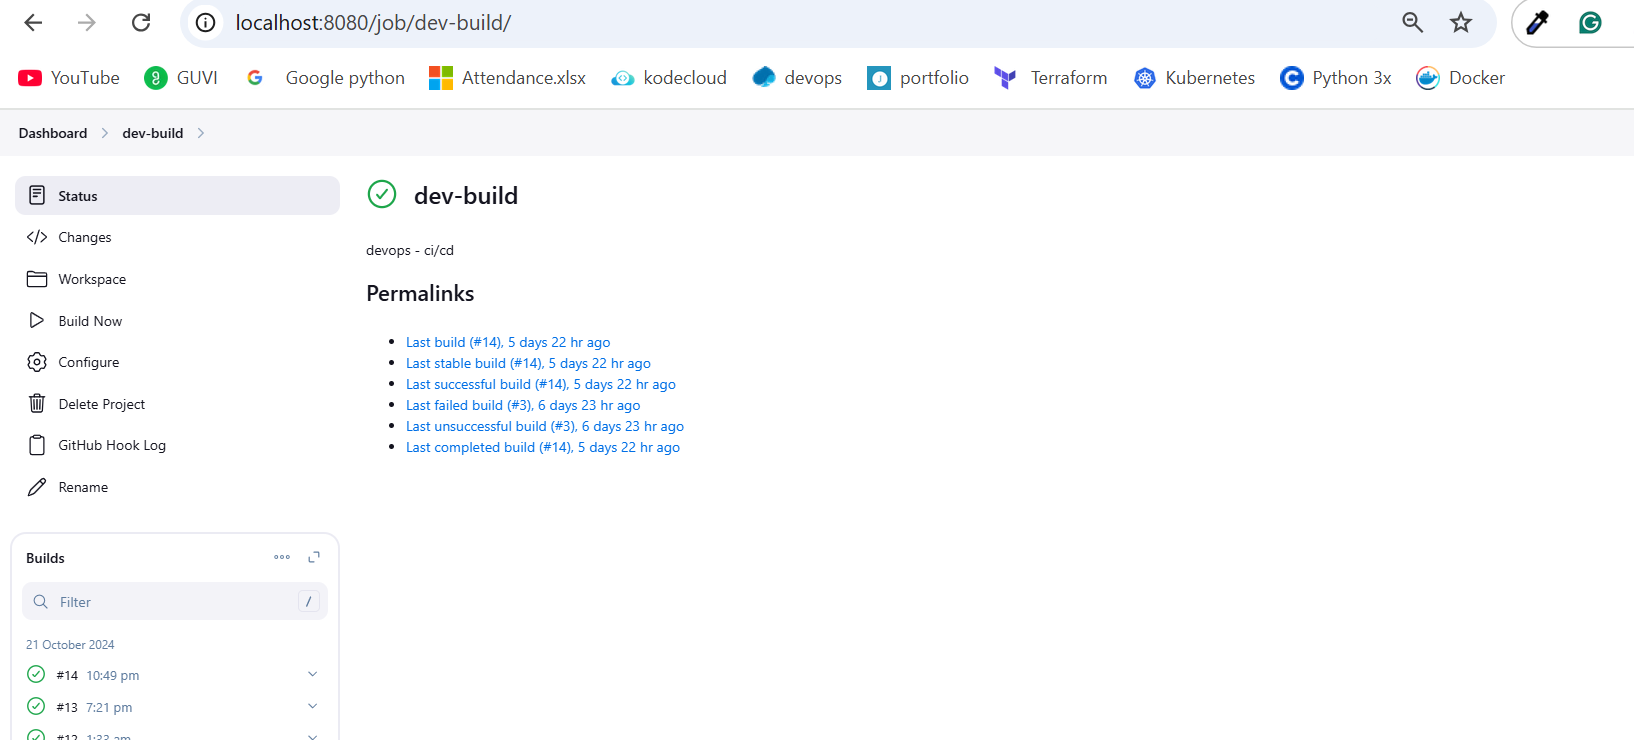 localhost:8080/job/dev-build/
YouTube GUVI Google python Attendance.xlsx kodecloud devops portfolio Terraform Kubernetes Python 3x Docker
Dashboard dev-build
Status
Changes
Workspace
Build Now
Configure
Delete Project
GitHub Hook Log
Rename
dev-build
devops - ci/cd
Permalinks
Last build (#14), 5 days 22 hr ago
Last stable build (#14), 5 days 22 hr ago
Last successful build (#14), 5 days 22 hr ago
Last failed build (#3), 6 days 23 hr ago
Last unsuccessful build (#3), 6 days 23 hr ago
Last completed build (#14), 5 days 22 hr ago
Builds
Filter /
21 October 2024
#14 10:49 pm
#13 7:21 pm
#12 1:33 am